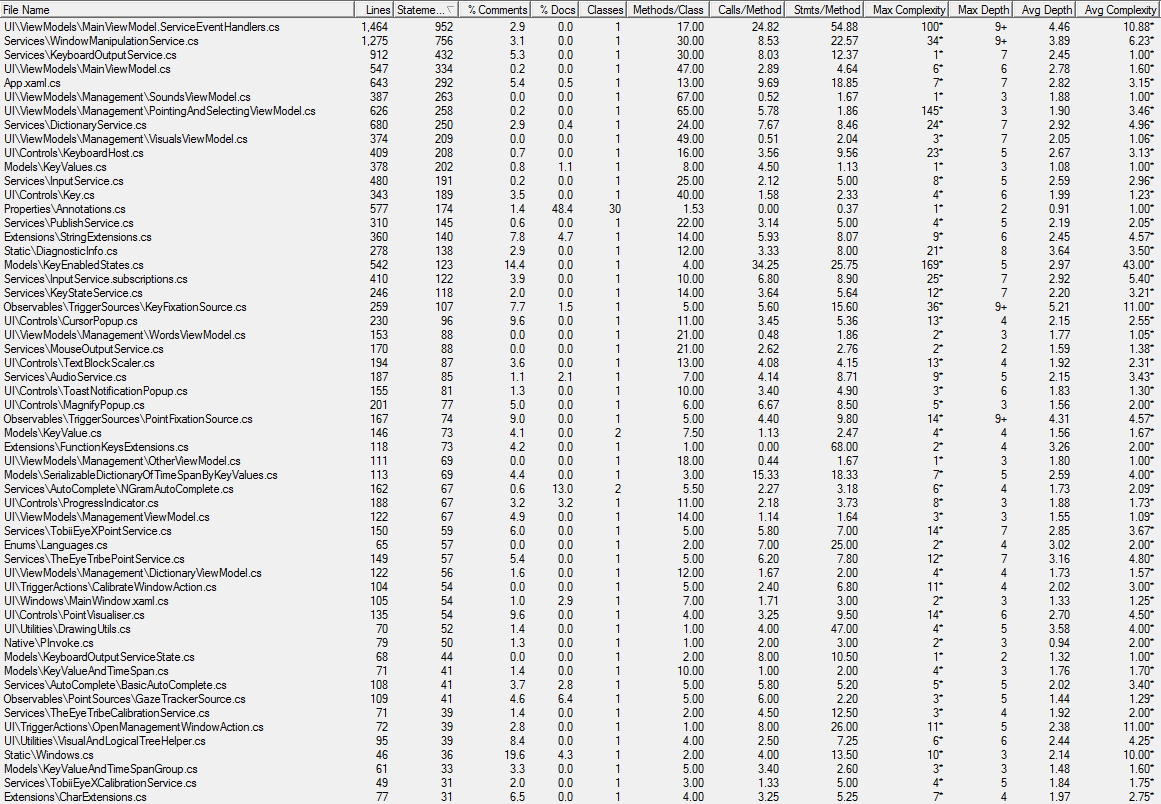 File Name Lines Stateme... % Comments % Docs Classes Methods/Class Calls/Method Stmts/Method Max Complexity Max Depth Avg Depth Avg Complexity
UI\ViewModels\MainViewModel.ServiceEventHandlers.cs 1,464 952 2.9 0.0 1 17.00 24.82 54.88 100* 9+ 4.46 10.88*
Services\WindowManipulationService.cs 1,275 756 3.1 0.0 1 30.00 8.53 22.57 34* 9+ 3.89 6.23*
Services\KeyboardOutputService.cs 912 432 5.3 0.0 1 30.00 8.03 12.37 1* 7 2.45 1.00*
UI\ViewModels\MainViewModel.cs 547 334 0.2 0.0 1 47.00 2.89 4.64 6* 6 2.78 1.60*
App.xaml.cs 643 292 5.4 0.5 1 13.00 9.69 18.85 7* 7 2.82 3.15*
UI\ViewModels\Management\SoundsViewModel.cs 387 263 0.0 0.0 1 67.00 0.52 1.67 1* 3 1.88 1.00*
UI\ViewModels\Management\PointingAndSelectingViewModel.cs 626 258 0.2 0.0 1 65.00 5.78 1.86 145* 3 1.90 3.46*
Services\DictionaryService.cs 680 250 2.9 0.4 1 24.00 7.67 8.46 24* 7 2.92 4.96*
UI\ViewModels\Management\VisualsViewModel.cs 374 209 0.0 0.0 1 49.00 0.51 2.04 3* 7 2.05 1.06*
UI\Controls\KeyboardHost.cs 409 208 0.7 0.0 1 16.00 3.56 9.56 23* 5 2.67 3.13*
Models\KeyValues.cs 378 202 0.8 1.1 1 8.00 4.50 1.13 1* 3 1.08 1.00*
Services\InputService.cs 480 191 0.2 0.0 1 25.00 2.12 5.00 8* 5 2.59 2.96*
UI\Controls\Key.cs 343 189 3.5 0.0 1 40.00 1.58 2.33 4* 6 1.99 1.23*
Properties\Annotations.cs 577 174 1.4 48.4 30 1.53 0.00 0.37 1* 2 0.91 1.00*
Services\PublishService.cs 310 145 0.6 0.0 1 22.00 3.14 5.00 4* 5 2.19 2.05*
Extensions\StringExtensions.cs 360 140 7.8 4.7 1 14.00 5.93 8.07 9* 6 2.45 4.57*
Static\DiagnosticInfo.cs 278 138 2.9 0.0 1 12.00 3.33 8.00 21* 8 3.64 3.50*
Models\KeyEnabledStates.cs 542 123 14.4 0.0 1 4.00 34.25 25.75 169* 5 2.97 43.00*
Services\InputService.subscriptions.cs 410 122 3.9 0.0 1 10.00 6.80 8.90 25* 7 2.92 5.40*
Services\KeyStateService.cs 246 118 2.0 0.0 1 14.00 3.64 5.64 12* 7 2.20 3.21*
Observables\TriggerSources\KeyFixationSource.cs 259 107 7.7 1.5 1 5.00 5.60 15.60 36* 9+ 5.21 11.00*
UI\Controls\CursorPopup.cs 230 96 9.6 0.0 1 11.00 3.45 5.36 13* 4 2.15 2.55*
UI\ViewModels\Management\WordsViewModel.cs 153 88 0.0 0.0 1 21.00 0.48 1.86 2* 3 1.77 1.05*
Services\MouseOutputService.cs 170 88 0.0 0.0 1 21.00 2.62 2.76 2* 2 1.59 1.38*
UI\Controls\TextBlockScaler.cs 194 87 3.6 0.0 1 13.00 4.08 4.15 13* 4 1.92 2.31*
Services\AudioService.cs 187 85 1.1 2.1 1 7.00 4.14 8.71 9* 5 2.15 3.43*
UI\Controls\ToastNotificationPopup.cs 155 81 1.3 0.0 1 10.00 3.40 4.90 3* 6 1.83 1.30*
UI\Controls\MagnifyPopup.cs 201 77 5.0 0.0 1 6.00 6.67 8.50 5* 3 1.56 2.00*
Observables\TriggerSources\PointFixationSource.cs 167 74 9.0 0.0 1 5.00 4.40 9.80 14* 9+ 4.31 4.57*
Models\KeyValue.cs 146 73 4.1 0.0 2 7.50 1.13 2.47 4* 4 1.56 1.67*
Extensions\FunctionKeysExtensions.cs 118 73 4.2 0.0 1 1.00 0.00 68.00 2* 4 3.26 2.00*
UI\ViewModels\Management\OtherViewModel.cs 111 69 0.0 0.0 1 18.00 0.44 1.67 1* 3 1.80 1.00*
Models\SerializableDictionaryOfTimeSpanByKeyValues.cs 113 69 4.4 0.0 1 3.00 15.33 18.33 7* 5 2.59 4.00*
Services\AutoComplete\NGramAutoComplete.cs 162 67 0.6 13.0 2 5.50 2.27 3.18 6* 4 1.73 2.09*
UI\Controls\ProgressIndicator.cs 188 67 3.2 3.2 1 11.00 2.18 3.73 8* 3 1.88 1.73*
UI\ViewModels\ManagementViewModel.cs 122 67 4.9 0.0 1 14.00 1.14 1.64 3* 3 1.55 1.09*
Services\TobiiEyeXPointService.cs 150 59 6.0 0.0 1 5.00 5.80 7.00 14* 7 2.85 3.67*
Enums\Languages.cs 65 57 0.0 0.0 1 2.00 7.00 25.00 2* 4 3.02 2.00*
Services\TheEyeTribePointService.cs 149 57 5.4 0.0 1 5.00 6.20 7.80 12* 7 3.16 4.80*
UI\ViewModels\Management\DictionaryViewModel.cs 122 56 1.6 0.0 1 12.00 1.67 2.00 4* 4 1.73 1.57*
UI\TriggerActions\CalibrateWindowAction.cs 104 54 0.0 0.0 1 5.00 2.40 6.80 11* 4 2.02 3.00*
UI\Windows\MainWindow.xaml.cs 105 54 1.0 2.9 1 7.00 1.71 3.00 2* 3 1.33 1.25*
UI\Controls\PointVisualiser.cs 135 54 9.6 0.0 1 4.00 3.25 9.50 14* 6 2.70 4.50*
UI\Utilities\DrawingUtils.cs 70 52 1.4 0.0 1 1.00 4.00 47.00 4* 5 3.58 4.00*
Native\PInvoke.cs 79 50 1.3 0.0 1 1.00 2.00 3.00 2* 3 0.94 2.00*
Models\KeyboardOutputServiceState.cs 68 44 0.0 0.0 1 2.00 8.00 10.50 1* 2 1.32 1.00*
Models\KeyValueAndTimeSpan.cs 71 41 1.4 0.0 1 10.00 1.00 2.20 4* 3 1.76 1.70*
Services\AutoComplete\BasicAutoComplete.cs 108 41 3.7 2.8 1 5.00 5.80 5.20 5* 5 2.02 3.40*
Observables\PointSources\GazeTrackerSource.cs 109 41 4.6 6.4 1 5.00 6.00 2.20 3* 5 1.44 1.29*
Services\TheEyeTribeCalibrationService.cs 71 39 1.4 0.0 1 2.00 4.50 12.50 3* 4 1.92 2.00*
UI\TriggerActions\OpenManagementWindowAction.cs 72 39 2.8 0.0 1 1.00 8.00 26.00 11* 5 2.38 11.00*
UI\Utilities\VisualAndLogicalTreeHelper.cs 95 39 8.4 0.0 1 4.00 2.50 7.25 6* 6 2.44 4.25*
Static\Windows.cs 46 36 19.6 4.3 1 2.00 4.00 13.50 10* 3 2.14 10.00*
Models\KeyValueAndTimeSpanGroup.cs 61 33 3.3 0.0 1 5.00 3.40 2.60 3* 3 1.48 1.60*
Services\TobiiEyeXCalibrationService.cs 49 31 2.0 0.0 1 3.00 1.33 5.00 4* 5 1.84 1.75*
Extensions\CharExtensions.cs 77 31 6.5 0.0 1 4.00 3.25 5.25 7* 4 1.97 2.75*